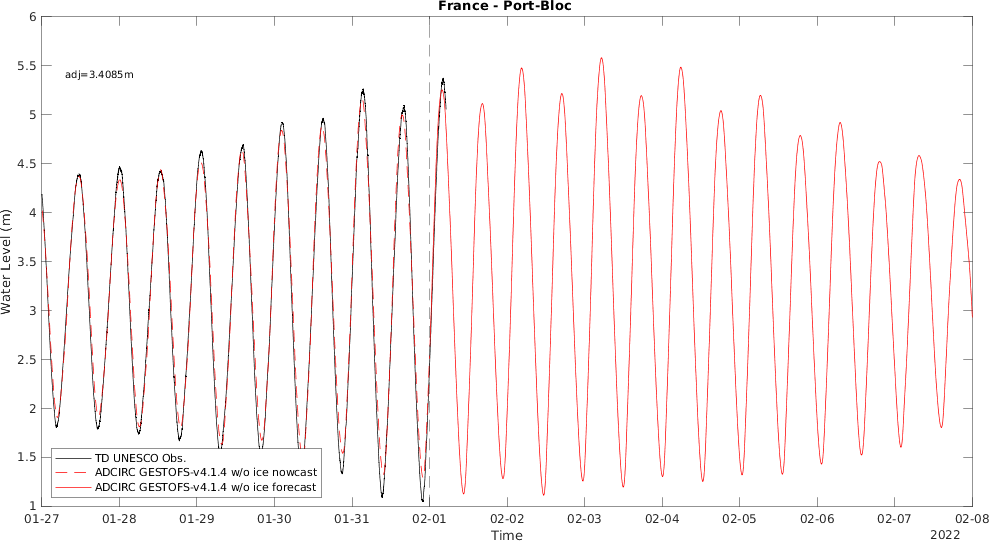 France - Port-Bloc
6
5.5
5
4.5
4
3.5
3
2.5
2
1.5
1
Water Level (m)
adj=3.4085m
TD UNESCO Obs.
ADCIRC GESTOFS-v4.1.4 w/o ice nowcast
ADCIRC GESTOFS-v4.1.4 w/o ice forecast
01-27 01-28 01-29 01-30 01-31 02-01 02-02 02-03 02-04 02-05 02-06 02-07 02-08
Time
2022